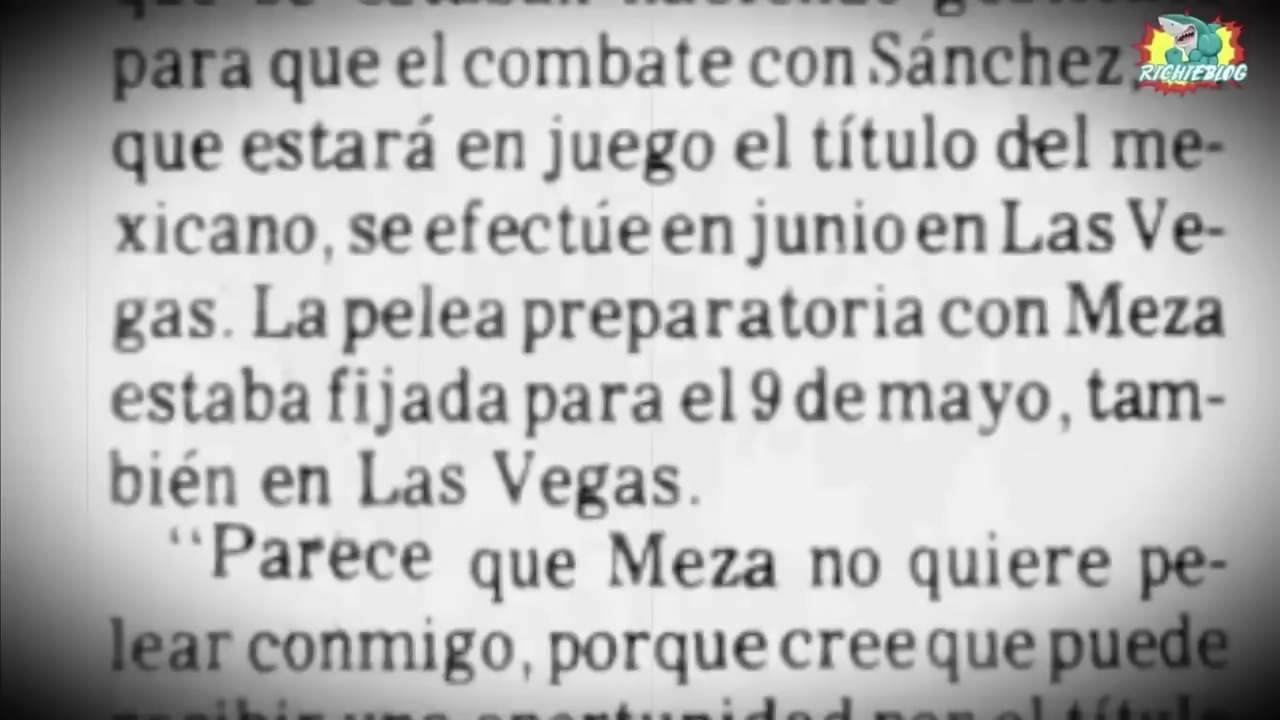 para que el combate con Sánchez,
RICHIEBLOG
que estará en juego el título del me-
xicano, se efectúe en junio en Las Ve-
gas. La pelea preparatoria con Meza
estaba fijada para el 9 de mayo, tam-
bién en Las Vegas.
“Parece que Meza no quiere pe-
lear conmigo, porque cree que puede